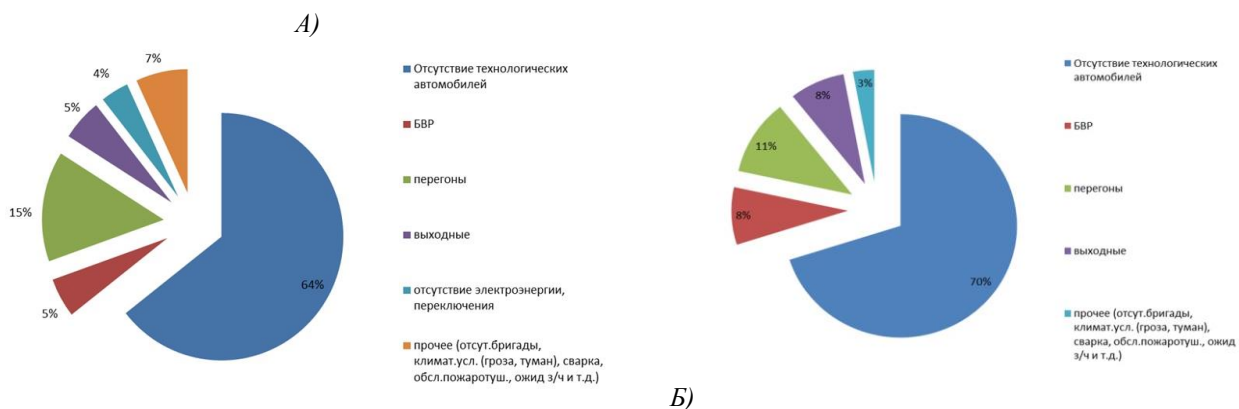 А)
7%
4%
5%
15%
5%
64%
Отсутствие технологических
автомобилей
БВР
перегоны
выходные
отсутствие электроэнергии,
переключения
прочее (отсут.бригады,
климат.усл. (гроза, туман), сварка,
обсл.пожаротуш., ожид з/ч и т.д.)
3%
8%
11%
8%
70%
Отсутствие технологических
автомобилей
БВР
перегоны
выходные
прочее (отсут.бригады,
климат.усл. (гроза, туман),
сварка, обсл.пожаротуш., ожид
з/ч и т.д.)
Б)